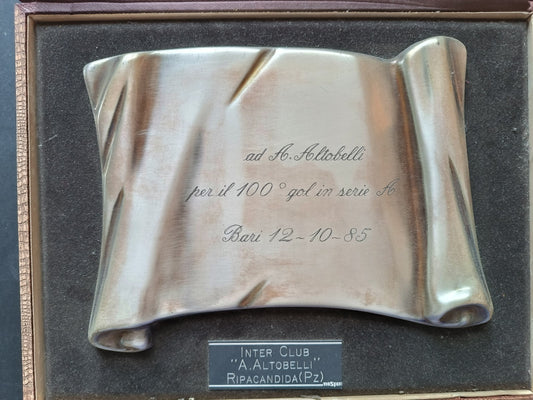 ad A. Altobelli
per il 100° gol in serie A
Bari 12-10-85
INTER CLUB
"A. ALTOBELLI"
RIPACANDIDA (PZ)